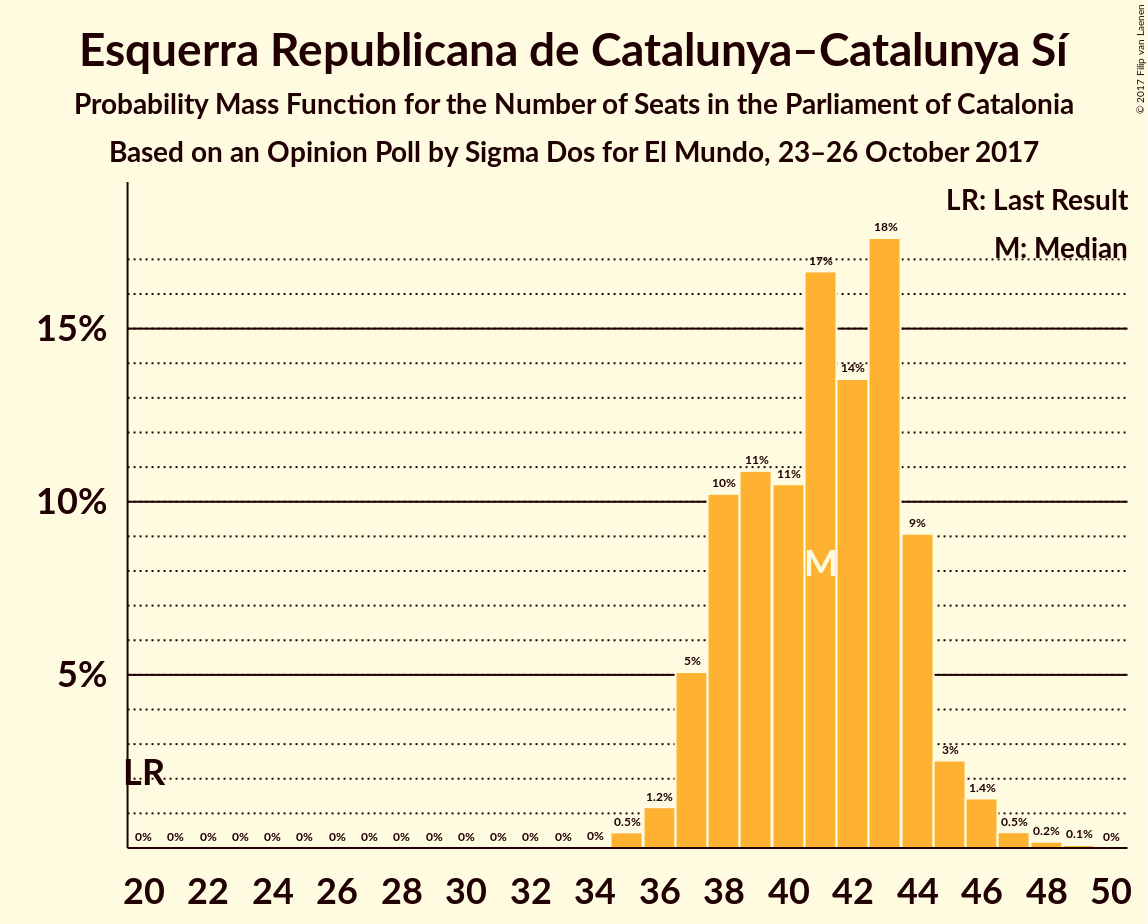 Esquerra Republicana de Catalunya–Catalunya Sí
Probability Mass Function for the Number of Seats in the Parliament of Catalonia
Based on an Opinion Poll by Sigma Dos for El Mundo, 23–26 October 2017
© 2017 Filip van Laenen
LR: Last Result
M: Median
15%
10%
5%
LR
M
0% 0% 0% 0% 0% 0% 0% 0% 0% 0% 0% 0% 0% 0% 0% 0.5% 1.2% 5% 10% 11% 11% 17% 14% 18% 9% 3% 1.4% 0.5% 0.2% 0.1% 0%
20 22 24 26 28 30 32 34 36 38 40 42 44 46 48 50